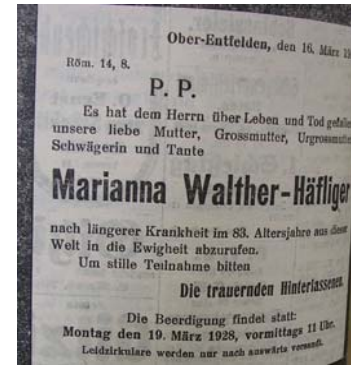 Ober-Entfelden, den 16. März 19
Röm. 14, 8.
P. P.
Es hat dem Herrn über Leben und Tod gefallen
unsere liebe Mutter, Grossmutter, Urgrossmutter
Schwägerin und Tante
Marianna Walther-Häfliger
nach längerer Krankheit im 83. Altersjahre aus dieser
Welt in die Ewigheit abzurufen.
Um stille Teilnahme bitten
Die trauernden Hinterlassenen.
Die Beerdigung findet statt:
Montag den 19. März 1928, vormittags 11 Uhr.
Leidzirkulare werden nur nach auswärts versandt.